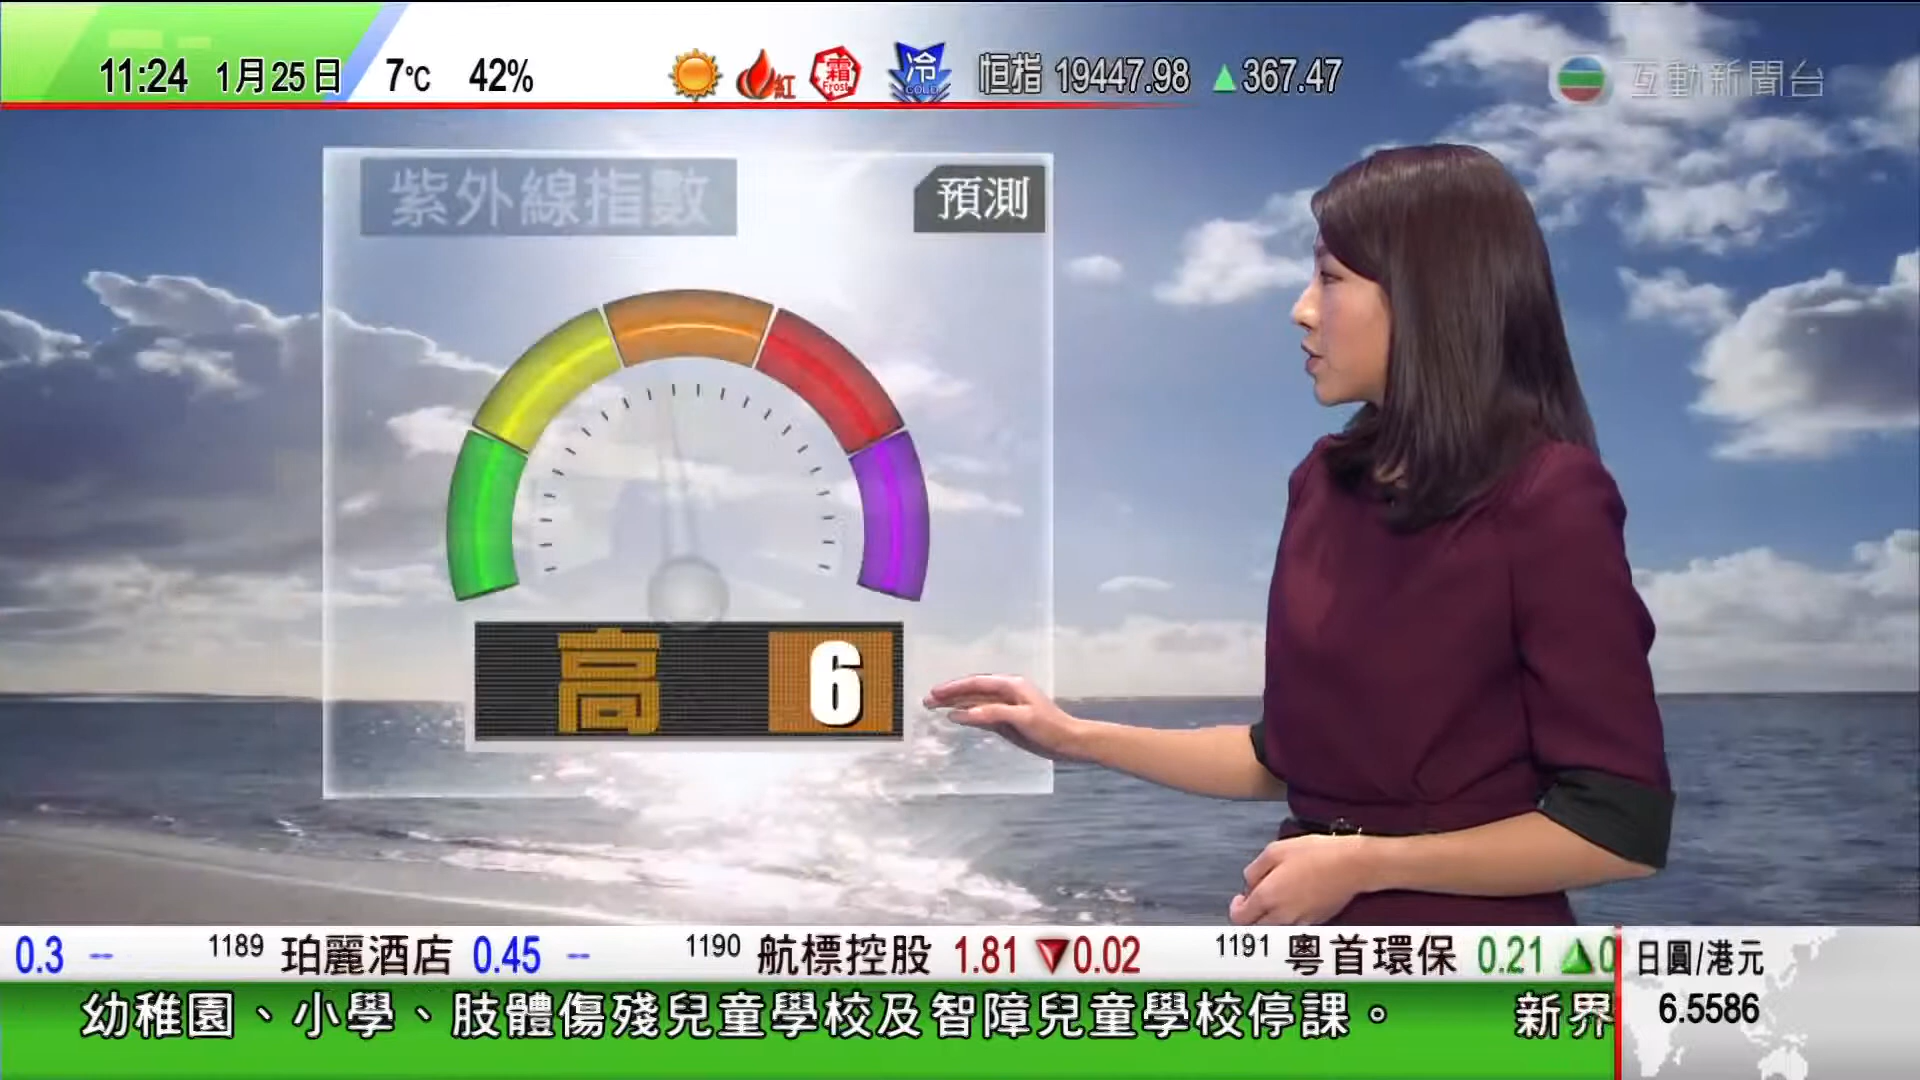 11:24 1月25日 7℃ 42% 紅 霜 Frost 冷 COLD 恒指 19447.98 ▲367.47 互動新聞台
紫外線指數 預測
高 6
0.3 -- 1189 珀麗酒店 0.45 -- 1190 航標控股 1.81 ▼0.02 1191 粵首環保 0.21 ▲0
日圓/港元
6.5586
幼稚園、小學、肢體傷殘兒童學校及智障兒童學校停課。 新界